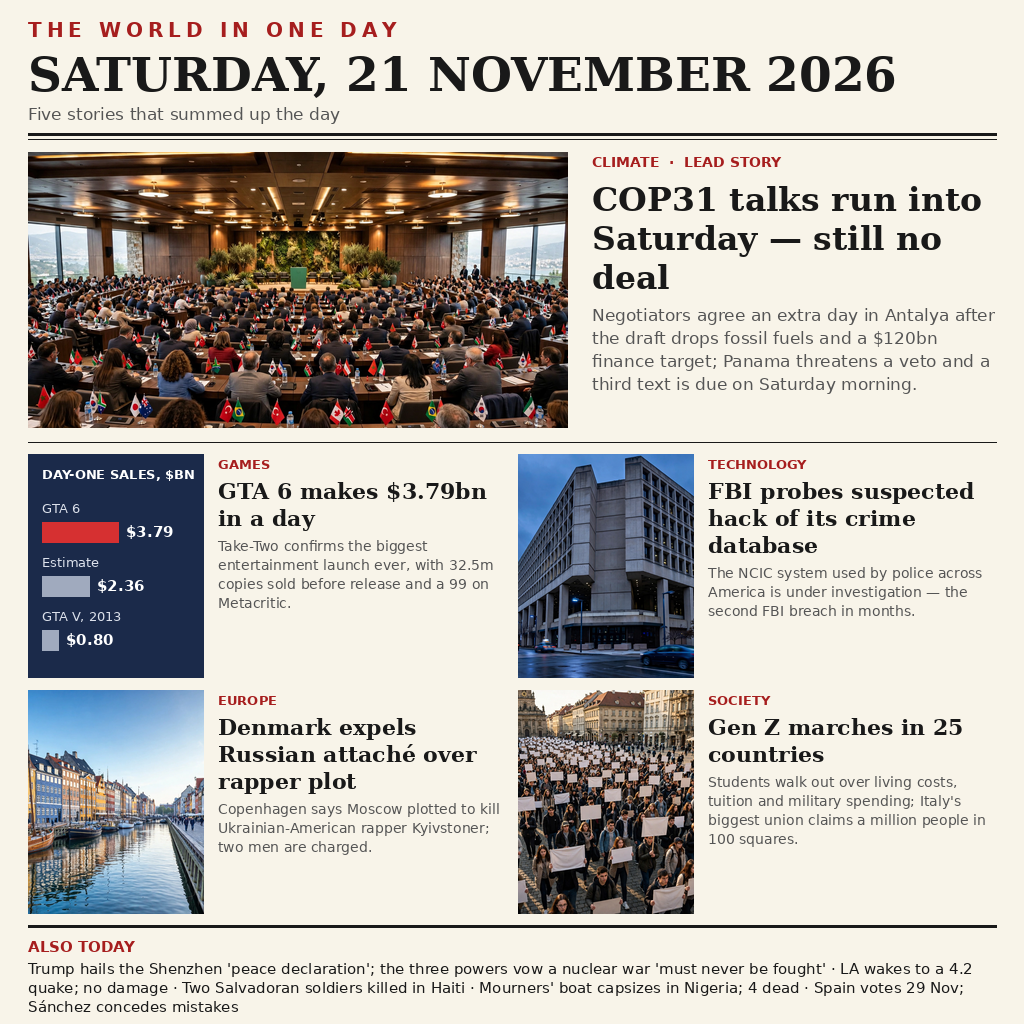 THE WORLD IN ONE DAY
SATURDAY, 21 NOVEMBER 2026
Five stories that summed up the day
CLIMATE · LEAD STORY
COP31 talks run into
Saturday — still no
deal
Negotiators agree an extra day in Antalya after
the draft drops fossil fuels and a $120bn
finance target; Panama threatens a veto and a
third text is due on Saturday morning.
DAY-ONE SALES, $BN
GTA 6
$3.79
Estimate
$2.36
GTA V, 2013
$0.80
GAMES
GTA 6 makes $3.79bn
in a day
Take-Two confirms the biggest
entertainment launch ever, with 32.5m
copies sold before release and a 99 on
Metacritic.
TECHNOLOGY
FBI probes suspected
hack of its crime
database
The NCIC system used by police across
America is under investigation — the
second FBI breach in months.
EUROPE
Denmark expels
Russian attaché over
rapper plot
Copenhagen says Moscow plotted to kill
Ukrainian-American rapper Kyivstoner;
two men are charged.
SOCIETY
Gen Z marches in 25
countries
Students walk out over living costs,
tuition and military spending; Italy's
biggest union claims a million people in
100 squares.
ALSO TODAY
Trump hails the Shenzhen 'peace declaration'; the three powers vow a nuclear war 'must never be fought' · LA wakes to a 4.2
quake; no damage · Two Salvadoran soldiers killed in Haiti · Mourners' boat capsizes in Nigeria; 4 dead · Spain votes 29 Nov;
Sánchez concedes mistakes